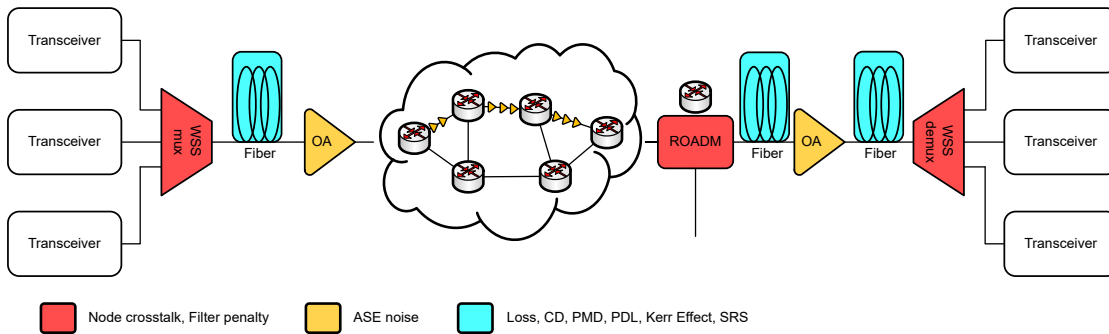 Transceiver
Transceiver
Transceiver
WSS
mux
Fiber
OA
ROADM
Fiber
OA
Fiber
WSS
demux
Transceiver
Transceiver
Transceiver
Node crosstalk, Filter penalty
ASE noise
Loss, CD, PMD, PDL, Kerr Effect, SRS